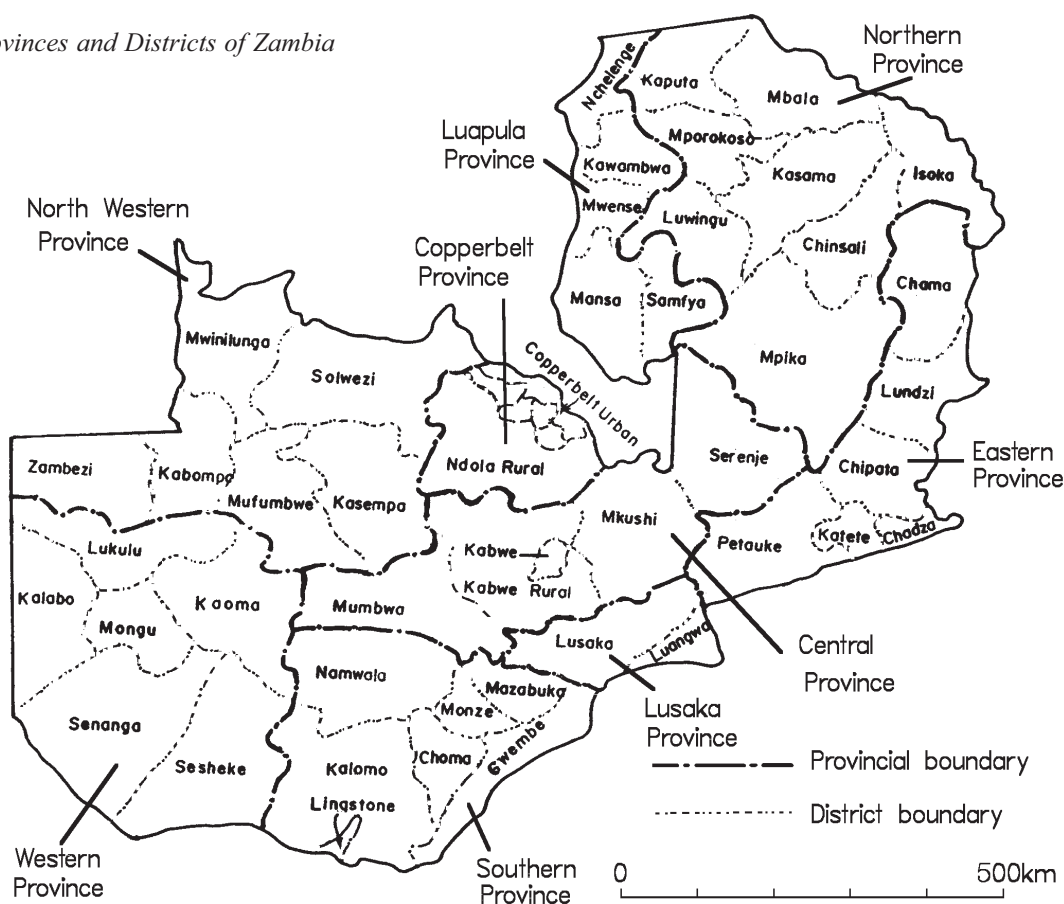 ovinces and Districts of Zambia
Northern
Province
Nchelenge
Kaputa
Mbala
Luapula
Province
Mporokoso
Kawambwa
Kasama
Isoka
Mwense
Luwingu
North Western
Province
Copperbelt
Province
Chinsali
Chama
Mansa
Samfya
Mwinilunga
Solwezi
Copperbelt Urban
Mpika
Lundzi
Zambezi
Kabompo
Ndola Rural
Serenje
Chipata
Eastern
Province
Mufumbwe
Kasempa
Mkushi
Petauke
Katete
Chadza
Lukulu
Kabwe
Kabwe Rural
Kalabo
Kaoma
Mumbwa
Mongu
Lusaka
Luangwa
Central
Province
Namwala
Mazabuka
Monze
Lusaka
Province
Senanga
Sesheke
Kalomo
Choma
Gwembe
Lingstone
Provincial boundary
District boundary
Western
Province
Southern
Province
0
500km